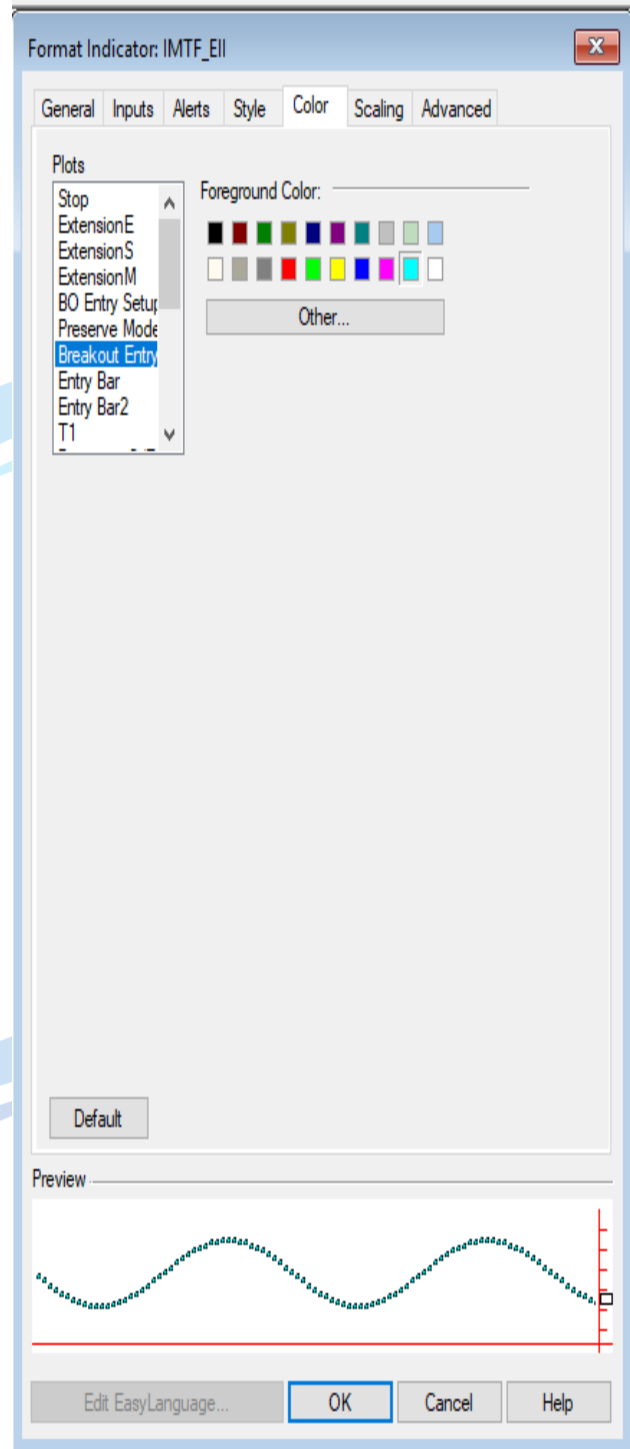 Format Indicator: IMTF_EII
General Inputs Alerts Style Color Scaling Advanced
Plots
Stop
ExtensionE
ExtensionS
ExtensionM
BO Entry Setup
Preserve Mode
Breakout Entry
Entry Bar
Entry Bar2
T1
Foreground Color:
Other...
Default
Preview
Edit EasyLanguage...
OK
Cancel
Help